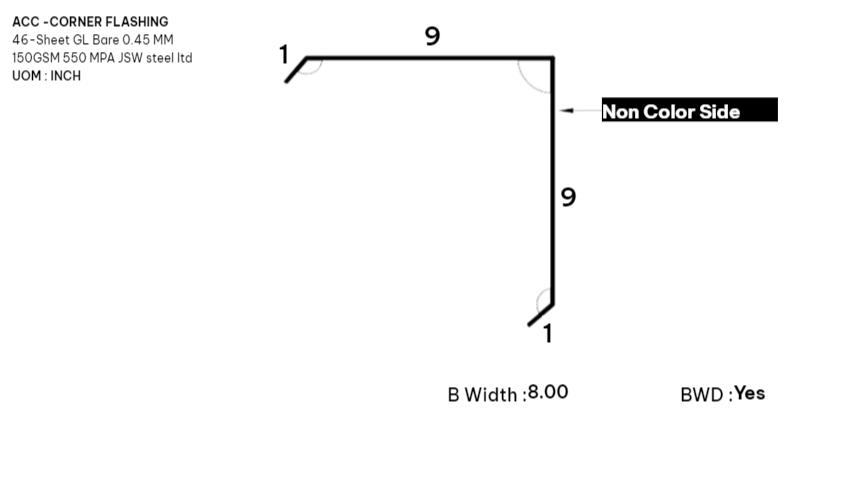 ACC -CORNER FLASHING
46-Sheet GL Bare 0.45 MM
150GSM 550 MPA JSW steel ltd
UOM : INCH
9
1
Non Color Side
9
1
B Width :8.00
BWD :Yes